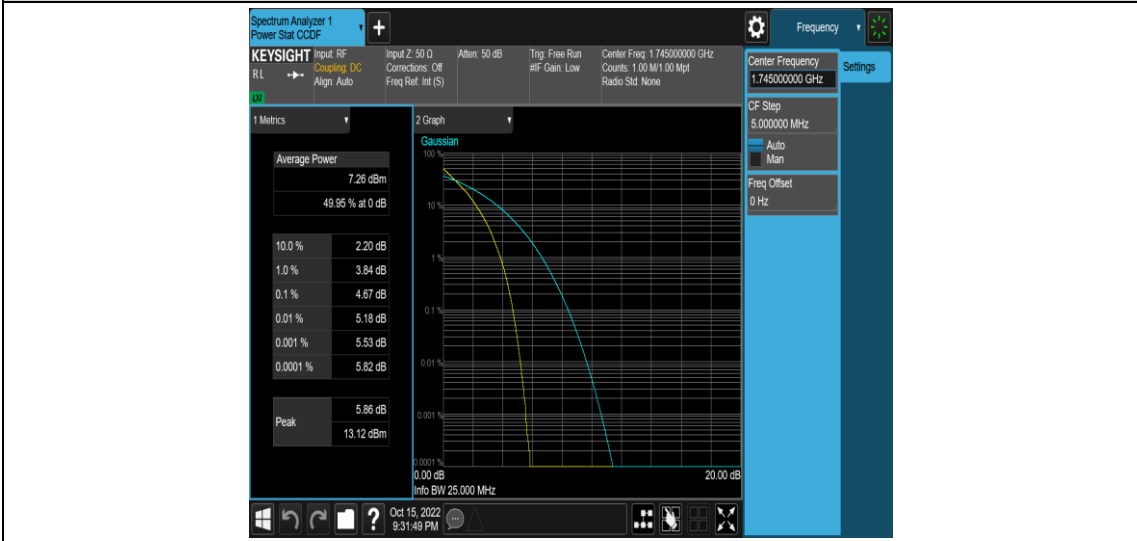 Spectrum Analyzer 1
Power Stat CCDF
+
Frequency
KEYSIGHT
Input: RF
Input Z: 50 Ω
Atten: 50 dB
Trig: Free Run
Center Freq: 1.745000000 GHz
RL
Coupling: DC
Corrections: Off
#IF Gain: Low
Counts: 1.00 M/1.00 Mpt
Align: Auto
Freq Ref: Int (S)
Radio Std: None
LXI
Center Frequency
1.745000000 GHz
Settings
CF Step
5.000000 MHz
Auto
Man
Freq Offset
0 Hz
1 Metrics
Average Power
7.26 dBm
49.95 % at 0 dB
10.0 % 2.20 dB
1.0 % 3.84 dB
0.1 % 4.67 dB
0.01 % 5.18 dB
0.001 % 5.53 dB
0.0001 % 5.82 dB
Peak
5.86 dB
13.12 dBm
2 Graph
Gaussian
100 %
10 %
1 %
0.1 %
0.01 %
0.001 %
0.0001 %
0.00 dB
20.00 dB
Info BW 25.000 MHz
?
Oct 15, 2022
9:31:49 PM